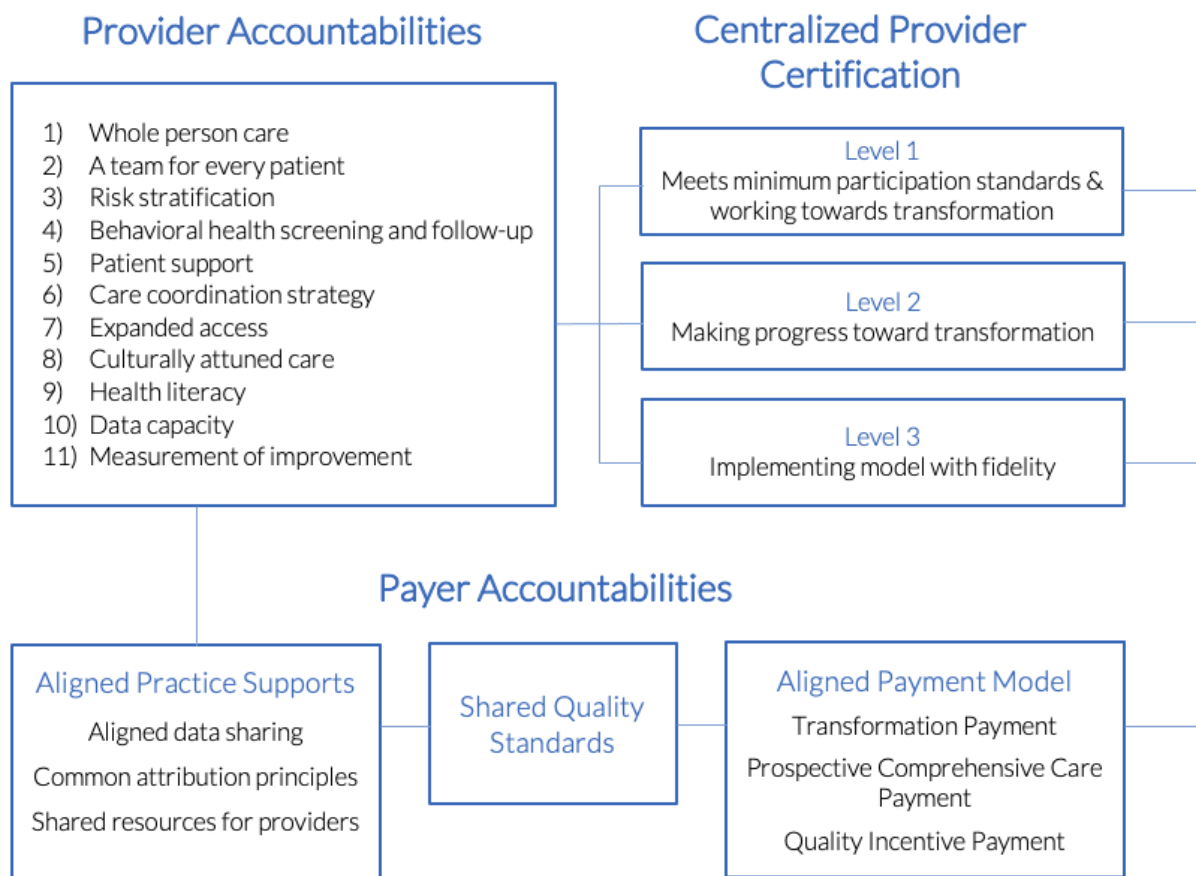 Provider Accountabilities
1) Whole person care
2) A team for every patient
3) Risk stratification
4) Behavioral health screening and follow-up
5) Patient support
6) Care coordination strategy
7) Expanded access
8) Culturally attuned care
9) Health literacy
10) Data capacity
11) Measurement of improvement
Centralized Provider
Certification
Level 1
Meets minimum participation standards &
working towards transformation
Level 2
Making progress toward transformation
Level 3
Implementing model with fidelity
Payer Accountabilities
Aligned Practice Supports
Aligned data sharing
Common attribution principles
Shared resources for providers
Shared Quality
Standards
Aligned Payment Model
Transformation Payment
Prospective Comprehensive Care
Payment
Quality Incentive Payment